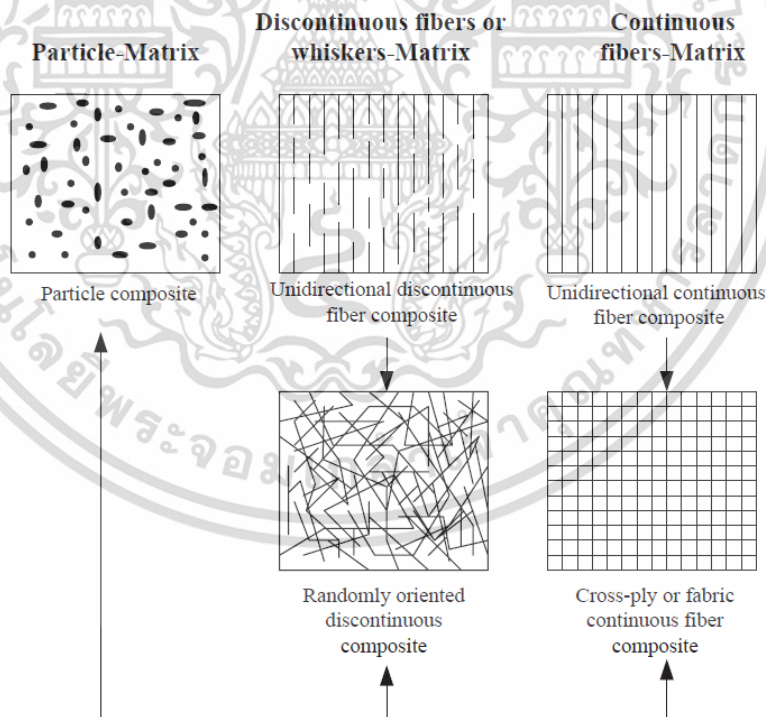 Particle-Matrix
Discontinuous fibers or
whiskers-Matrix
Continuous
fibers-Matrix
Particle composite
Unidirectional discontinuous
fiber composite
Unidirectional continuous
fiber composite
Randomly oriented
discontinuous
composite
Cross-ply or fabric
continuous fiber
composite